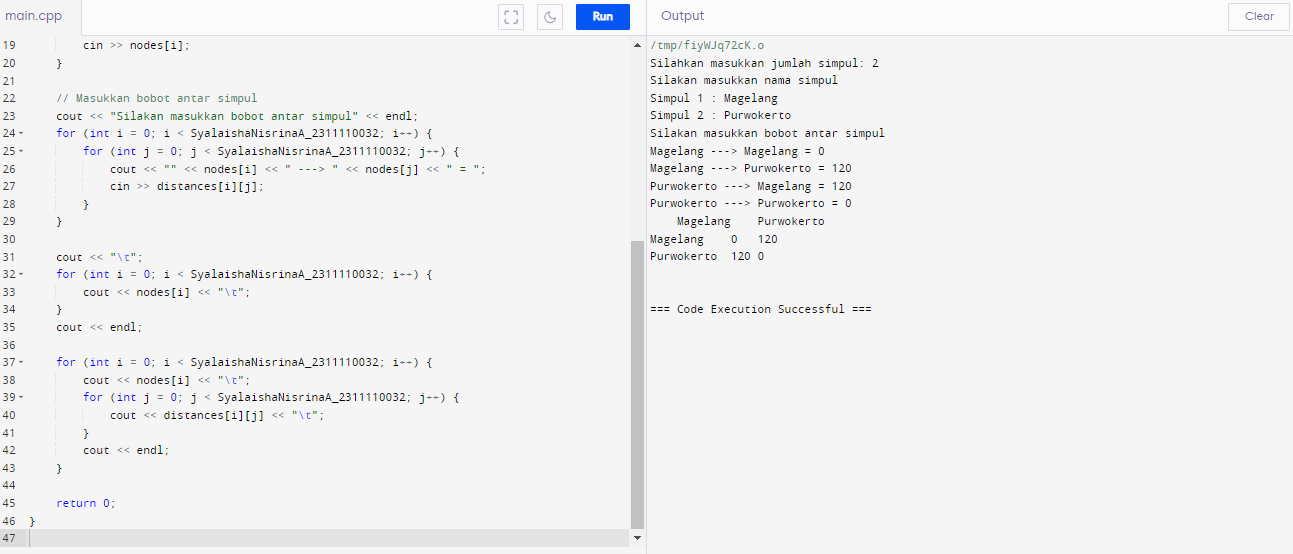 main.cpp
Run
Output
Clear
19 cin >> nodes[i];
20 }
21
22 // Masukkan bobot antar simpul
23 cout << "Silakan masukkan bobot antar simpul" << endl;
24 for (int i = 0; i < SyalaishaNisrinaA_2311110032; i++) {
25 for (int j = 0; j < SyalaishaNisrinaA_2311110032; j++) {
26 cout << "" << nodes[i] << " ---> " << nodes[j] << " = ";
27 cin >> distances[i][j];
28 }
29 }
30
31 cout << "\t";
32 for (int i = 0; i < SyalaishaNisrinaA_2311110032; i++) {
33 cout << nodes[i] << "\t";
34 }
35 cout << endl;
36
37 for (int i = 0; i < SyalaishaNisrinaA_2311110032; i++) {
38 cout << nodes[i] << "\t";
39 for (int j = 0; j < SyalaishaNisrinaA_2311110032; j++) {
40 cout << distances[i][j] << "\t";
41 }
42 cout << endl;
43 }
44
45 return 0;
46 }
47
/tmp/fiyWJq72cK.o
Silahkan masukkan jumlah simpul: 2
Silakan masukkan nama simpul
Simpul 1 : Magelang
Simpul 2 : Purwokerto
Silakan masukkan bobot antar simpul
Magelang ---> Magelang = 0
Magelang ---> Purwokerto = 120
Purwokerto ---> Magelang = 120
Purwokerto ---> Purwokerto = 0
Magelang Purwokerto
Magelang 0 120
Purwokerto 120 0
=== Code Execution Successful ===